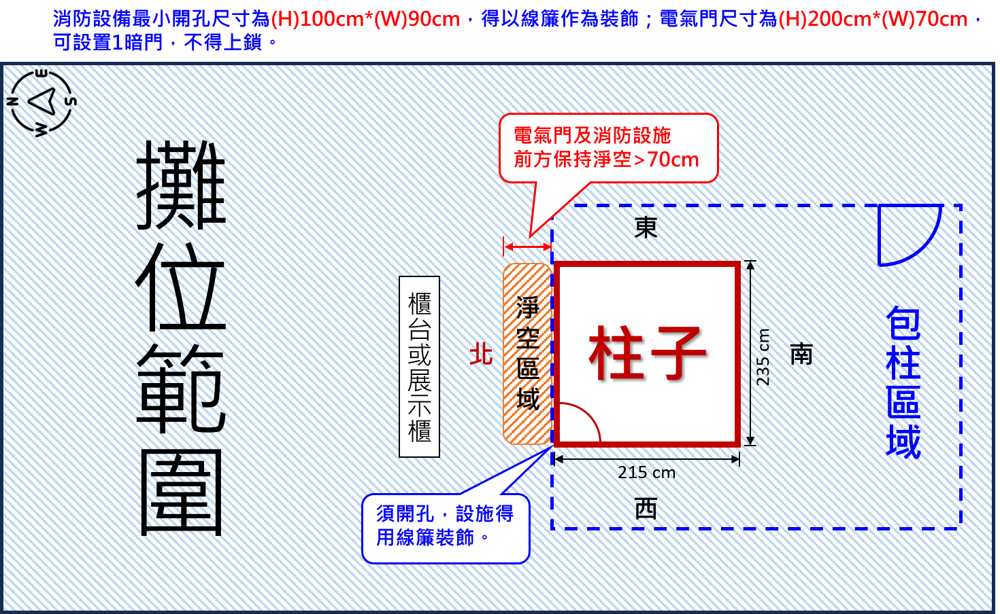 消防設備最小開孔尺寸為(H)100cm*(W)90cm，得以線簾作為裝飾；電氣門尺寸為(H)200cm*(W)70cm，
可設置1暗門，不得上鎖。
E
N
S
W
攤位範圍
電氣門及消防設施
前方保持淨空>70cm
東
淨空區域
櫃台或展示櫃
北
柱子
235 cm
南
包柱區域
215 cm
西
須開孔，設施得
用線簾裝飾。